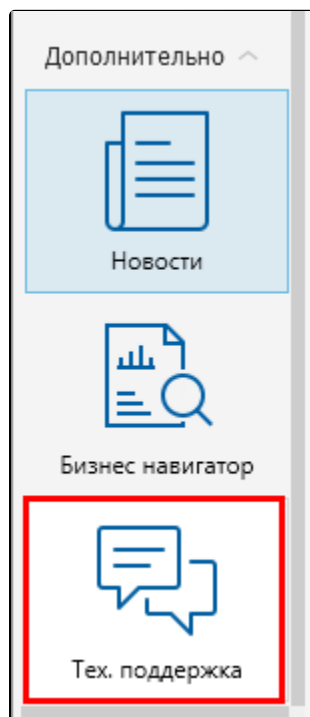 Дополнительно
Новости
Бизнес навигатор
Тех. поддержка